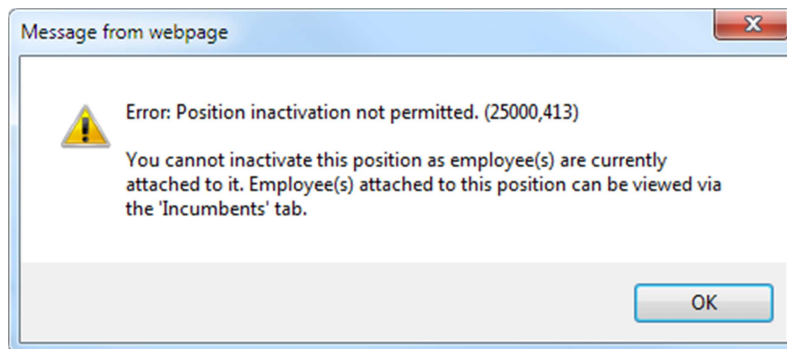 Message from webpage
Error: Position inactivation not permitted. (25000,413)
You cannot inactivate this position as employee(s) are currently
attached to it. Employee(s) attached to this position can be viewed via
the 'Incumbents' tab.
OK